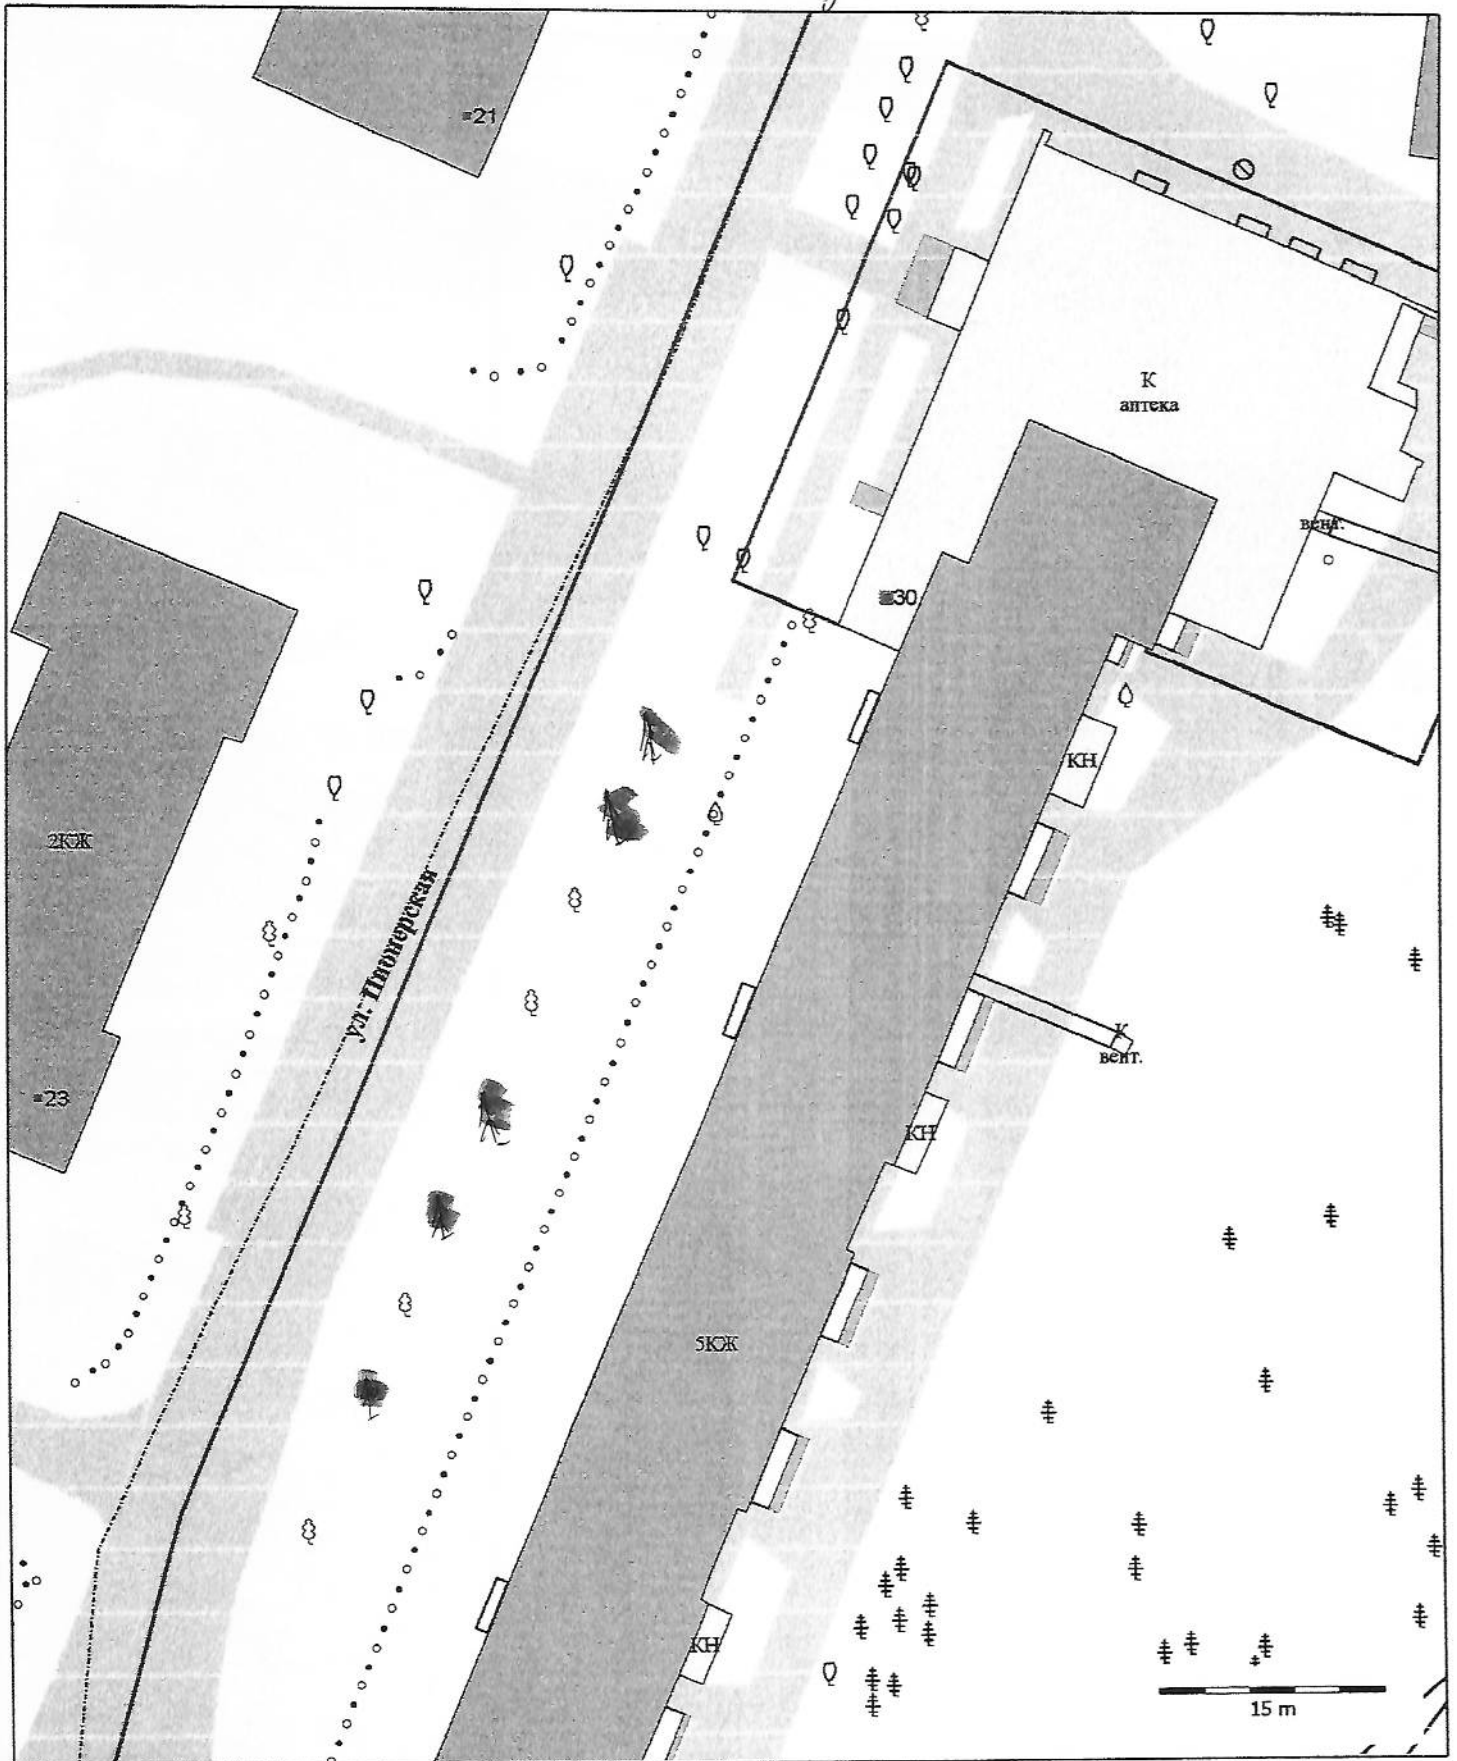 21
К
аптека
вент.
30
КН
2КЖ
ул. Пионерская
К
вент.
23
КН
5КЖ
КН
15 m